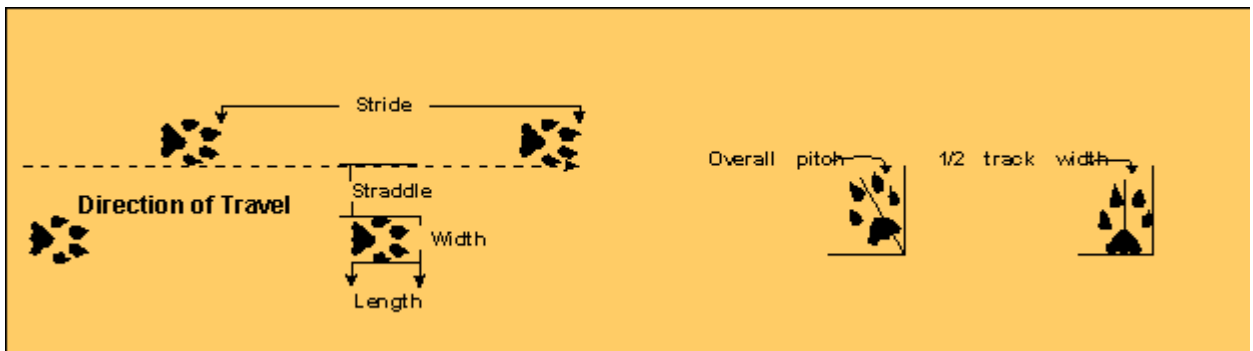 Stride
Overall pitch
1/2 track width
Straddle
Direction of Travel
Width
Length